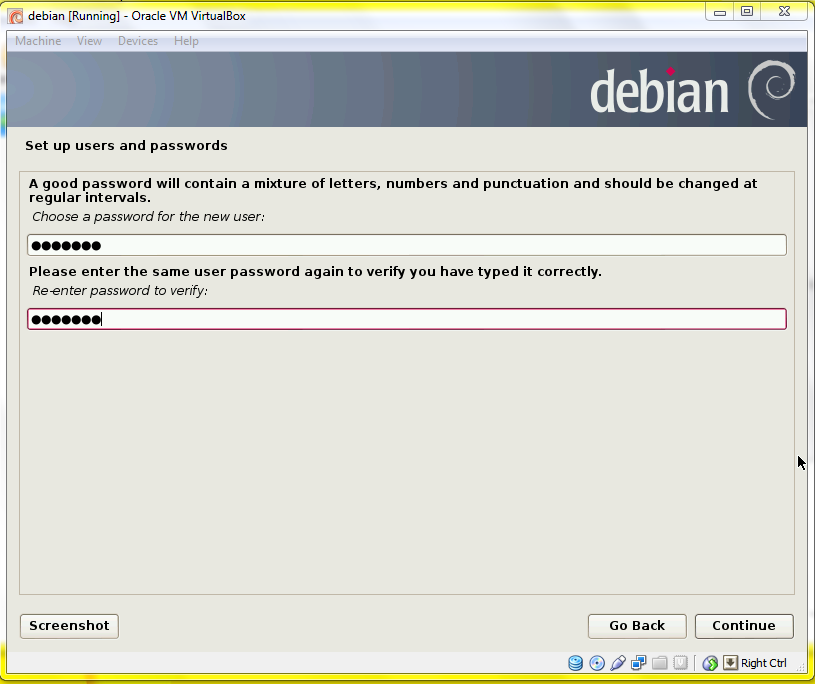 debian [Running] - Oracle VM VirtualBox
Machine View Devices Help
debian
Set up users and passwords
A good password will contain a mixture of letters, numbers and punctuation and should be changed at
regular intervals.
Choose a password for the new user:
●●●●●●●
Please enter the same user password again to verify you have typed it correctly.
Re-enter password to verify:
●●●●●●●
Screenshot Go Back Continue
Right Ctrl